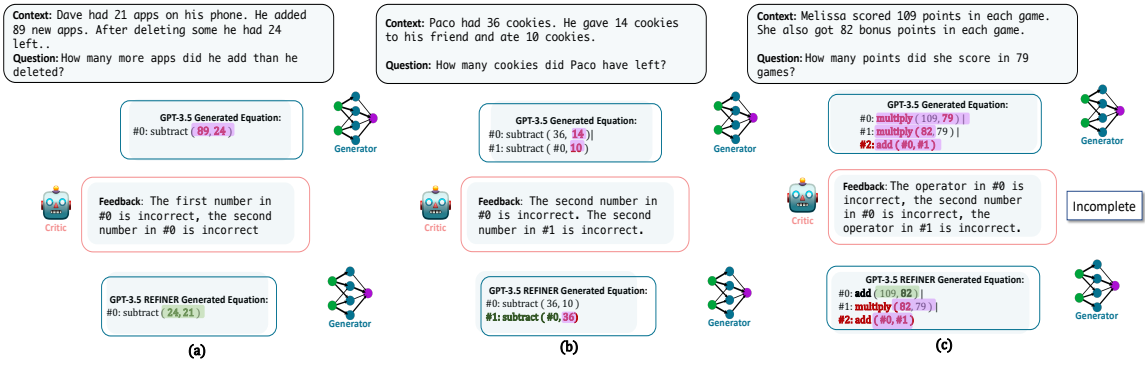 Context: Dave had 21 apps on his phone. He added
89 new apps. After deleting some he had 24
left..
Question: How many more apps did he add than he
deleted?
GPT-3.5 Generated Equation:
#0: subtract ( 89, 24 )
Generator
Critic
Feedback: The first number in
#0 is incorrect, the second
number in #0 is incorrect
GPT-3.5 REFINER Generated Equation:
#0: subtract ( 24, 21 )
Generator
(a)
Context: Paco had 36 cookies. He gave 14 cookies
to his friend and ate 10 cookies.
Question: How many cookies did Paco have left?
GPT-3.5 Generated Equation:
#0: subtract ( 36, 14 )|
#1: subtract ( #0, 10 )
Generator
Critic
Feedback: The second number in
#0 is incorrect. The second
number in #1 is incorrect.
GPT-3.5 REFINER Generated Equation:
#0: subtract ( 36, 10 )
#1: subtract ( #0, 36)
Generator
(b)
Context: Melissa scored 109 points in each game.
She also got 82 bonus points in each game.
Question: How many points did she score in 79
games?
GPT-3.5 Generated Equation:
#0: multiply ( 109, 79 ) |
#1: multiply ( 82, 79 ) |
#2: add ( #0, #1 )
Generator
Critic
Feedback: The operator in #0 is
incorrect, the second number
in #0 is incorrect, the
operator in #1 is incorrect.
Incomplete
GPT-3.5 REFINER Generated Equation:
#0: add ( 109, 82 ) |
#1: multiply ( 82, 79 ) |
#2: add ( #0, #1 )
Generator
(c)